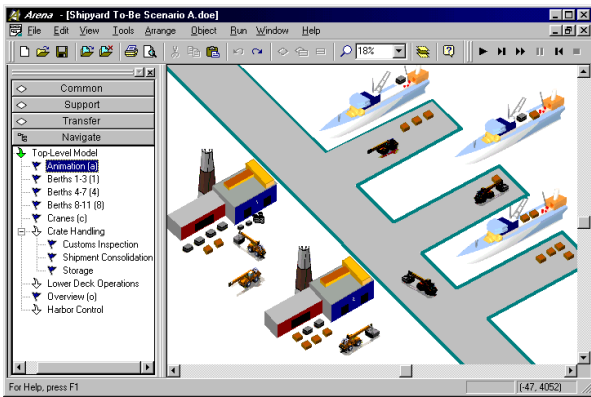 Arena - [Shipyard To-Be Scenario A.doe]
File Edit View Tools Arrange Object Run Window Help
18%
Common
Support
Transfer
Navigate
Top-Level Model
Animation (a)
Berths 1-3 (1)
Berths 4-7 (4)
Berths 8-11 (8)
Cranes (c)
Crate Handling
Customs Inspection
Shipment Consolidation
Storage
Lower Deck Operations
Overview (o)
Harbor Control
For Help, press F1
(-47, 4052)